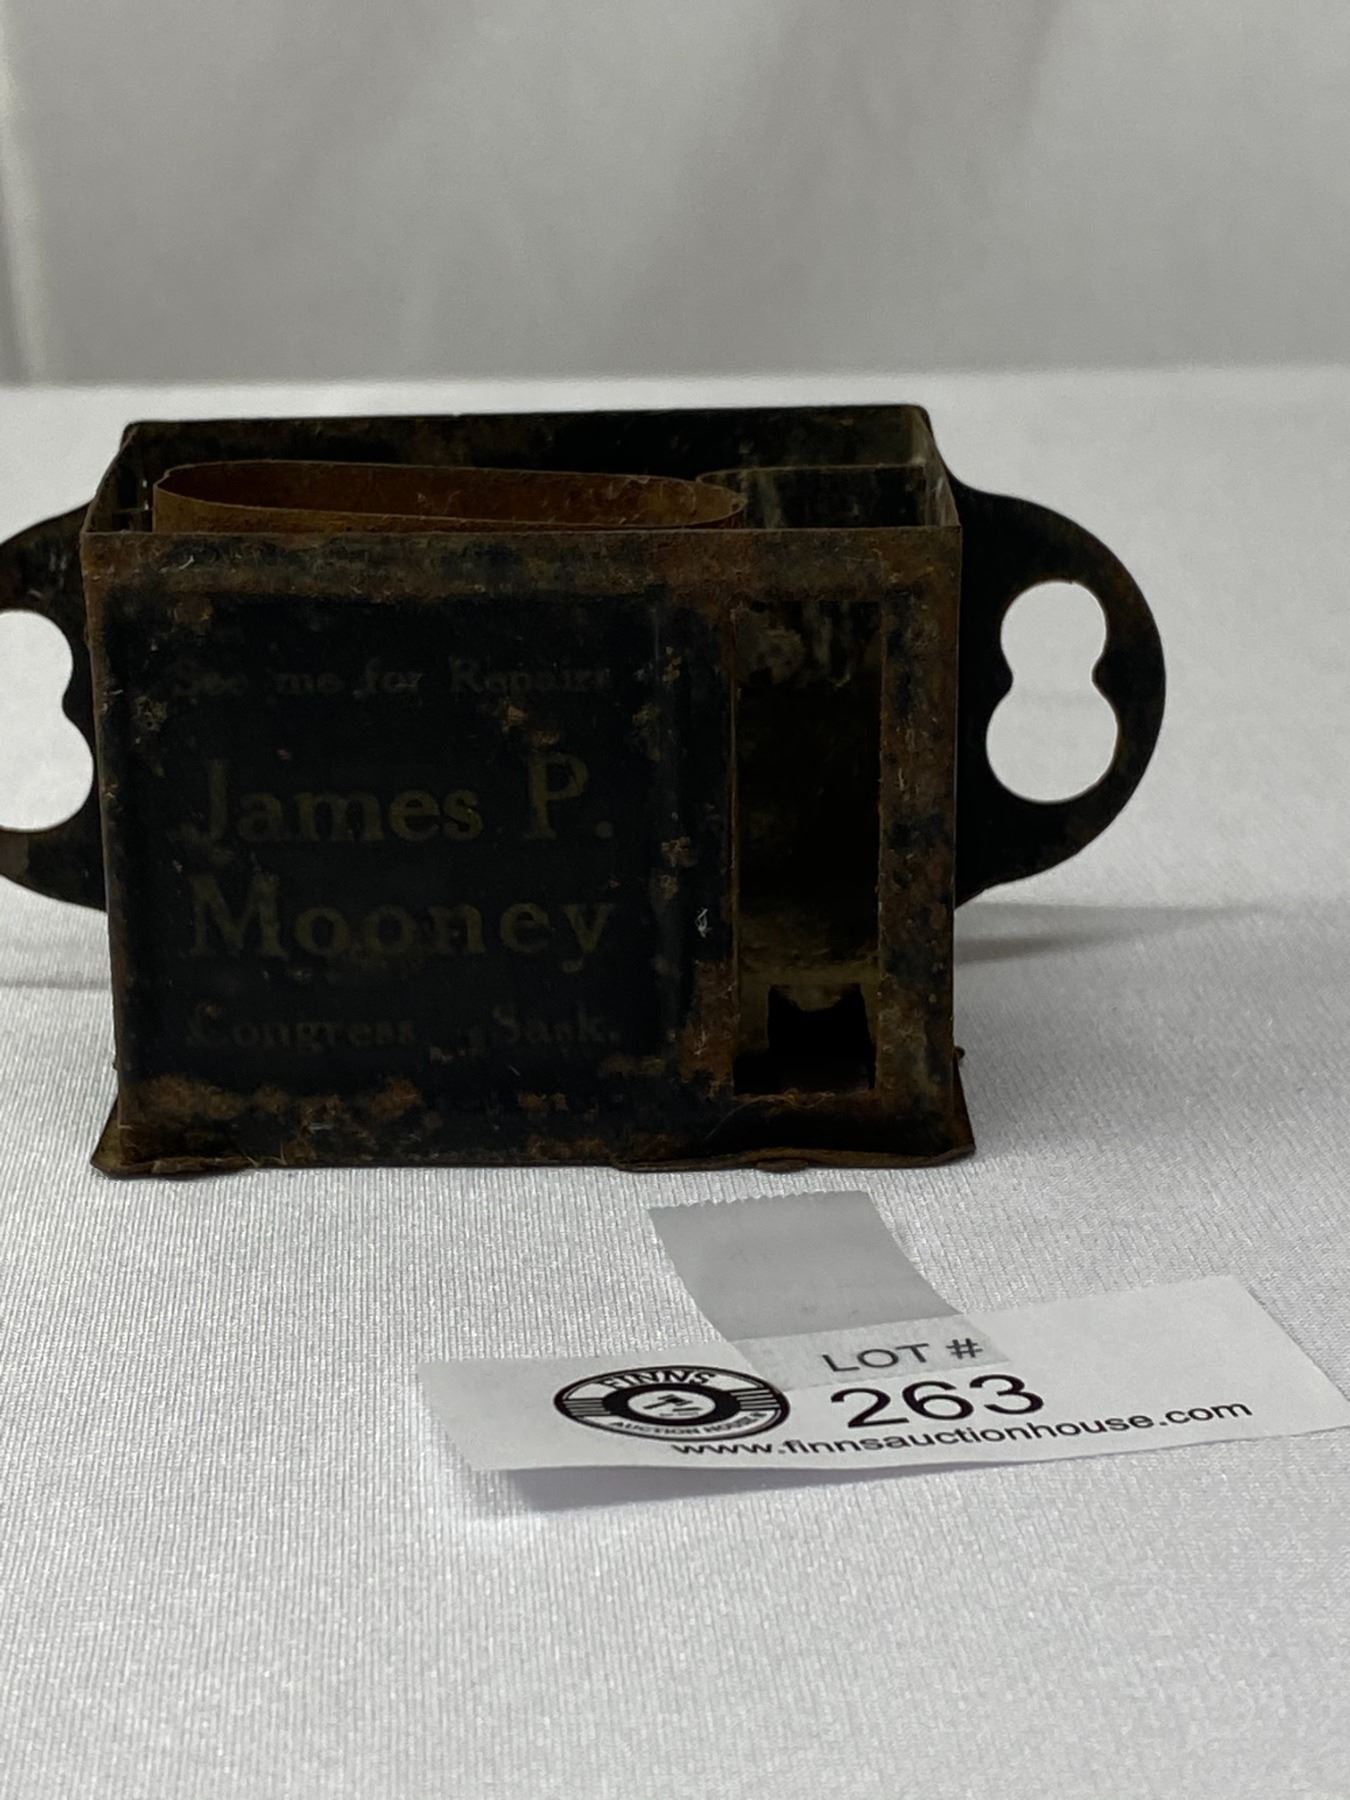 See me for Repairs
James P.
Mooney
Congress, Sask.
LOT #
263
FINNS
AUCTION HOUSE
www.finnsauctionhouse.com